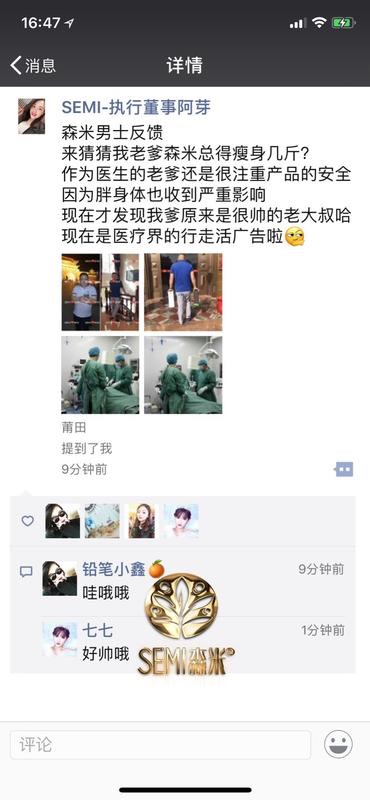 16:47
消息
详情
SEMI-执行董事阿芽
森米男士反馈
来猜猜我老爹森米总得瘦身几斤?
作为医生的老爹还是很注重产品的安全
因为胖身体也收到严重影响
现在才发现我爹原来是很帅的老大叔哈
现在是医疗界的行走活广告啦
莆田
提到了我
9分钟前
铅笔小鑫
9分钟前
哇哦哦
七七
1分钟前
好帅哦
SEMI森米
评论